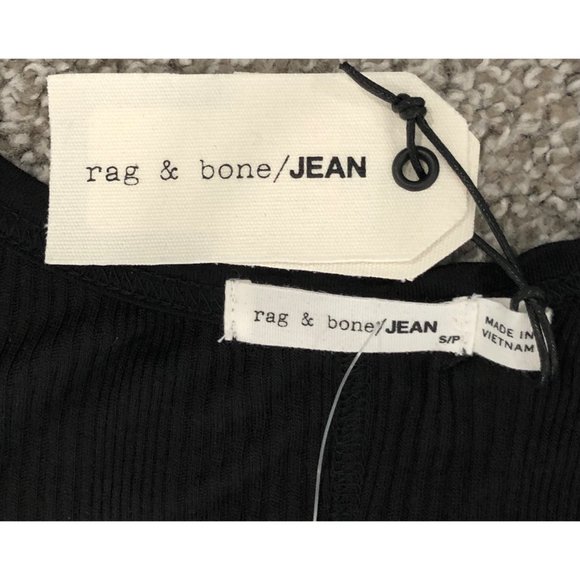 rag & bone/JEAN
rag & bone/JEAN
S/P
MADE IN
VIETNAM